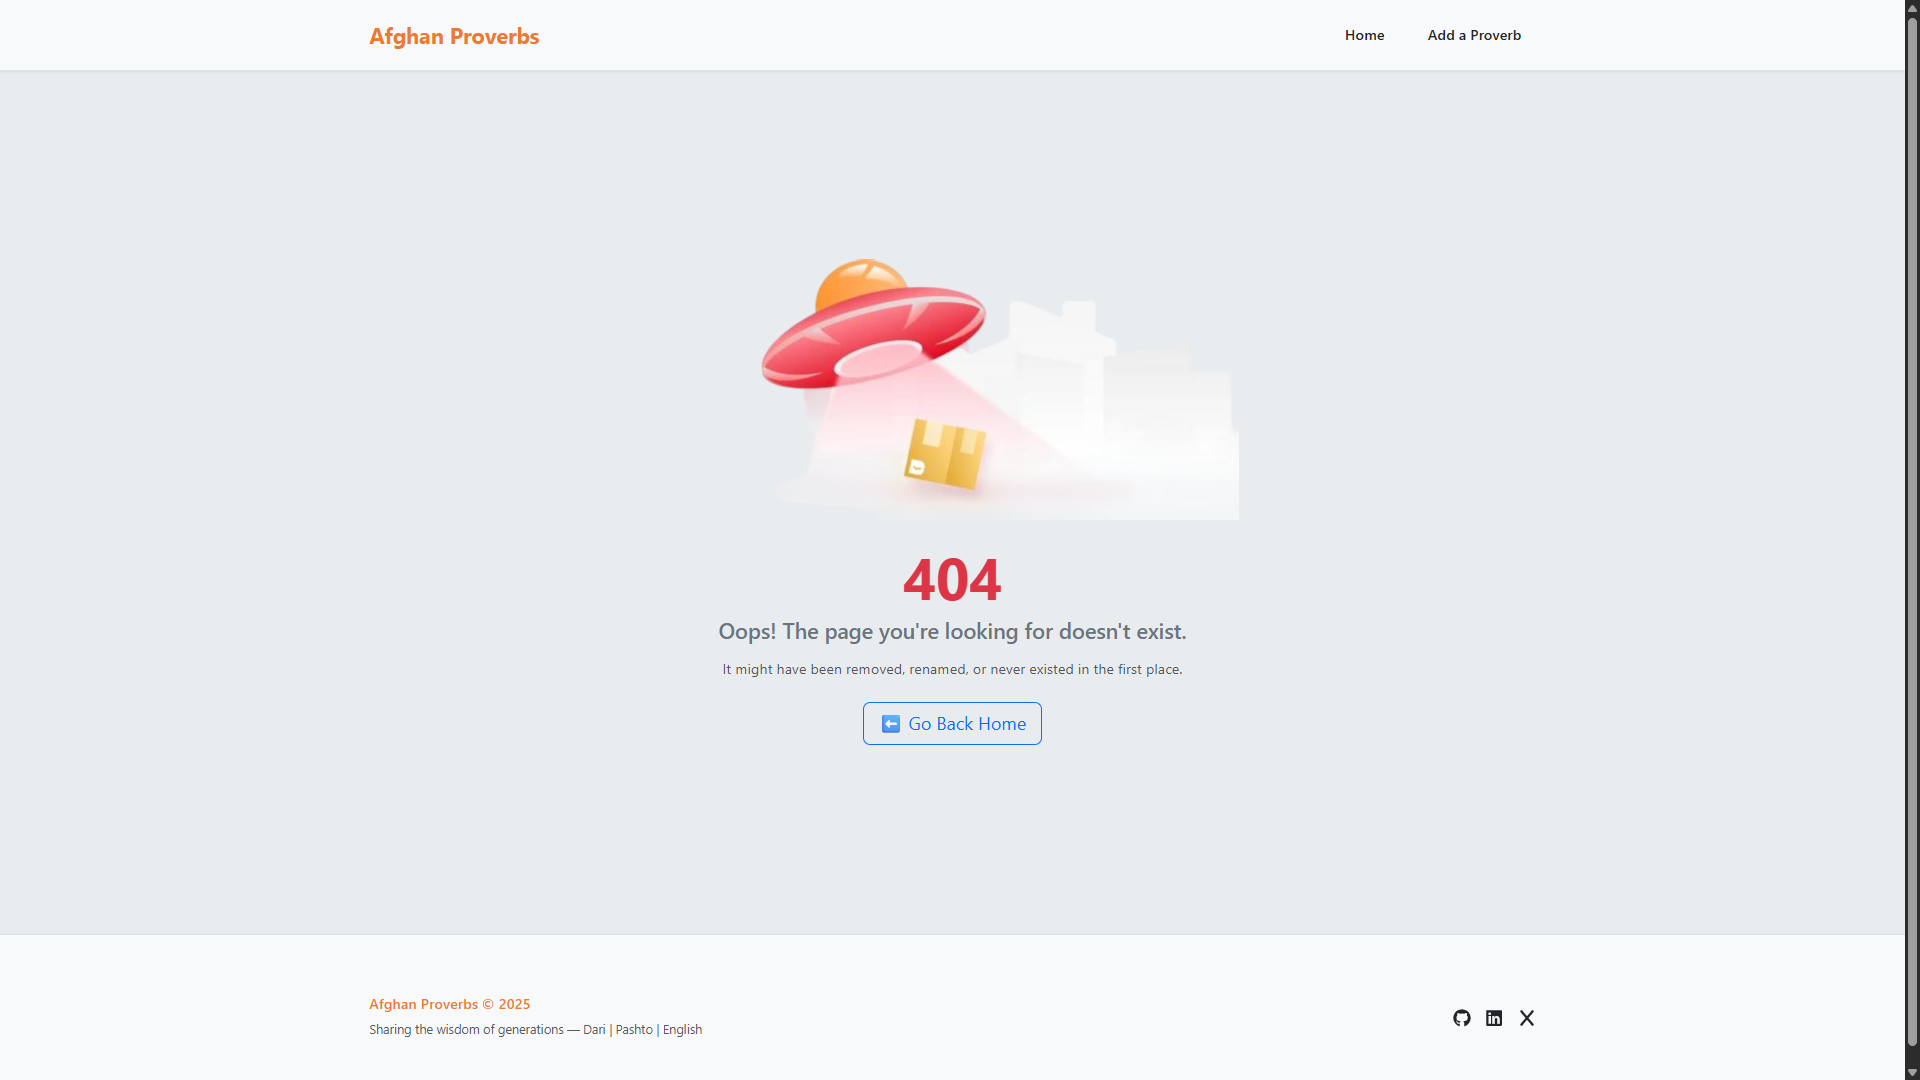 Afghan Proverbs
Home
Add a Proverb
404
Oops! The page you're looking for doesn't exist.
It might have been removed, renamed, or never existed in the first place.
⬅️ Go Back Home
Afghan Proverbs © 2025
Sharing the wisdom of generations — Dari | Pashto | English